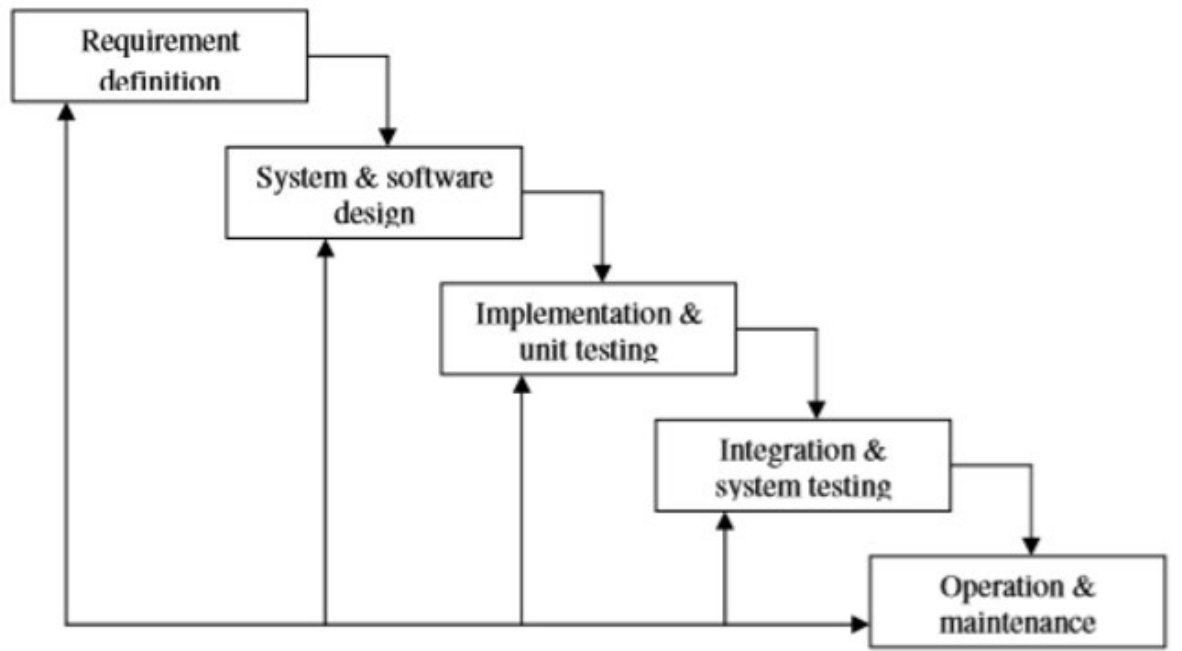 Requirement
definition
System & software
design
Implementation &
unit testing
Integration &
system testing
Operation &
maintenance